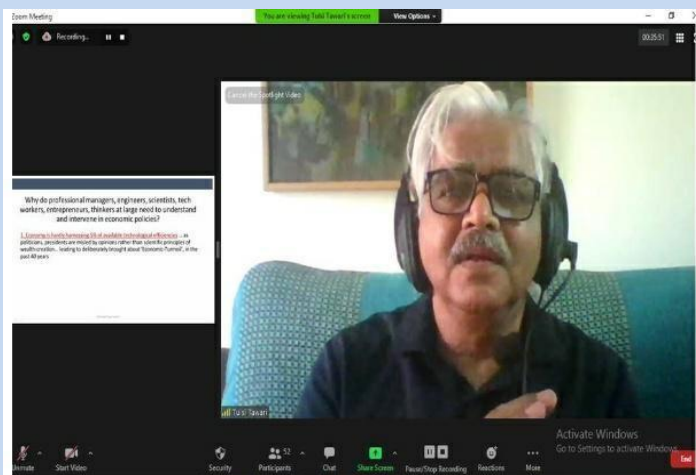 Zoom Meeting
You are viewing Tulsi Tawari's screen View Options
Recording...
00:25:51
Cancel the Spotlight Video
Why do professional managers, engineers, scientists, tech
workers, entrepreneurs, thinkers at large need to understand
and intervene in economic policies?
1. Economy is hardly harnessing 5% of available technological efficiencies ... as
politicians, presidents are misled by opinions rather than scientific principles of
wealth creation... leading to deliberately brought about 'Economic Turmoil', in the
past 40 years
Tulsi Tawari
Activate Windows
Go to Settings to activate Windows.
Unmute Start Video Security Participants 52 Chat Share Screen Pause/Stop Recording Reactions More End